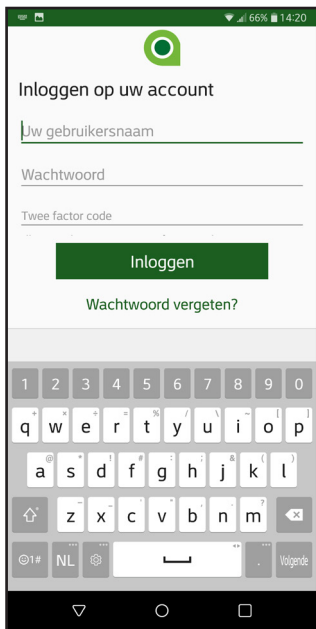 66% 14:20
Inloggen op uw account
Uw gebruikersnaam
Wachtwoord
Twee factor code
Inloggen
Wachtwoord vergeten?
1 2 3 4 5 6 7 8 9 0
+ × ÷ = % / \ ~ [ ]
q w e r t y u i o p
@ * ! # : ; & ( )
a s d f g h j k l
z x c v b n m ?
1# NL , . Volgende